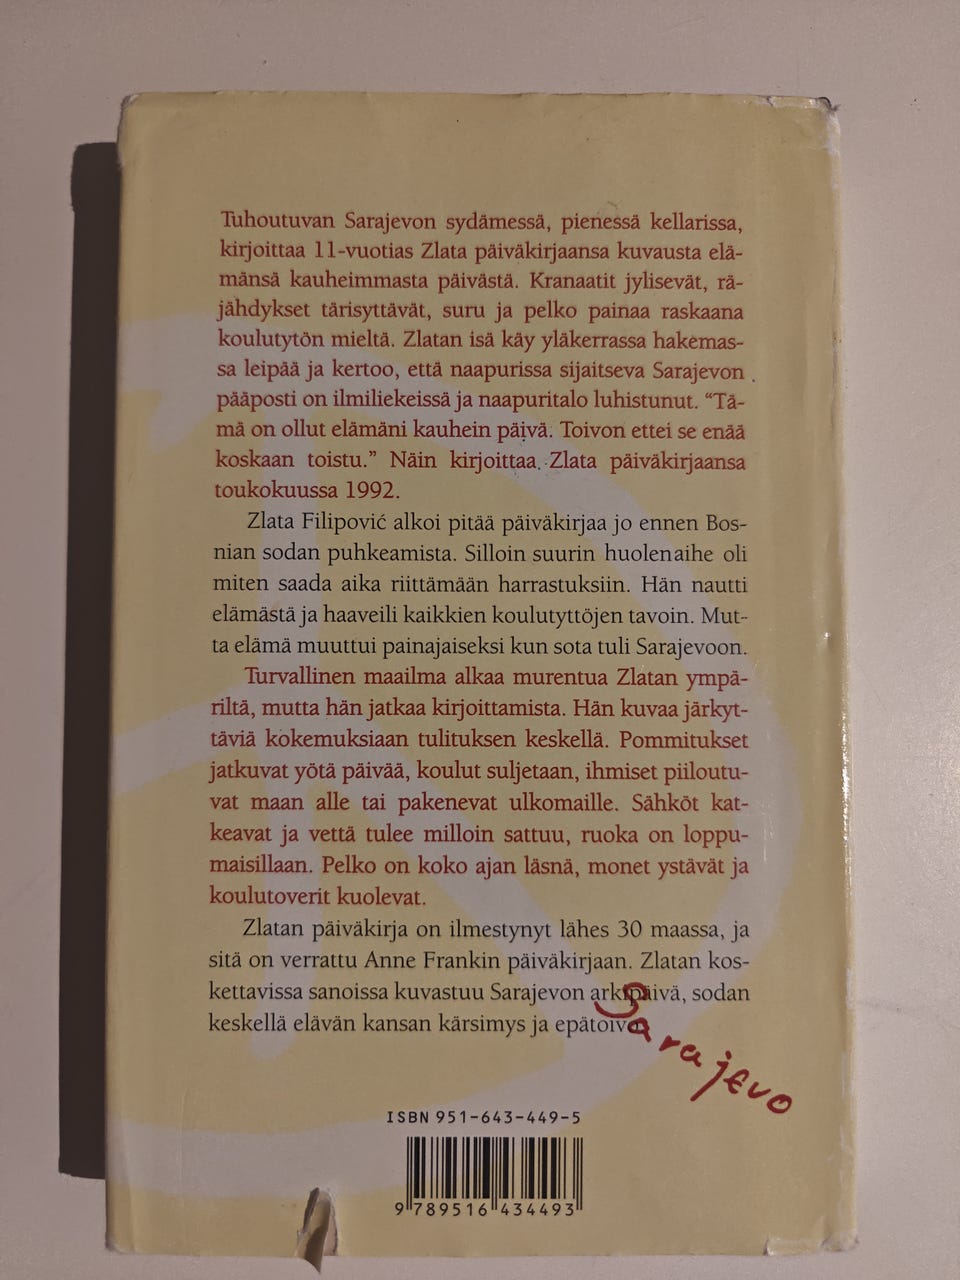 Tuhoutuvan Sarajevon sydämessä, pienessä kellarissa,
kirjoittaa 11-vuotias Zlata päiväkirjaansa kuvausta elä-
mänsä kauheimmasta päivästä. Kranaatit jylisevät, rä-
jähdykset tärisyttävät, suru ja pelko painaa raskaana
koulutytön mieltä. Zlatan isä käy yläkerrassa hakemas-
sa leipää ja kertoo, että naapurissa sijaitseva Sarajevon
pääposti on ilmiliekeissä ja naapuritalo luhistunut. “Tä-
mä on ollut elämäni kauhein päivä. Toivon ettei se enää
koskaan toistu.” Näin kirjoittaa Zlata päiväkirjaansa
toukokuussa 1992.
Zlata Filipović alkoi pitää päiväkirjaa jo ennen Bos-
nian sodan puhkeamista. Silloin suurin huolenaihe oli
miten saada aika riittämään harrastuksiin. Hän nautti
elämästä ja haaveili kaikkien koulutyttöjen tavoin. Mut-
ta elämä muuttui painajaiseksi kun sota tuli Sarajevoon.
Turvallinen maailma alkaa murentua Zlatan ympä-
riltä, mutta hän jatkaa kirjoittamista. Hän kuvaa järkyt-
täviä kokemuksiaan tulituksen keskellä. Pommitukset
jatkuvat yötä päivää, koulut suljetaan, ihmiset piiloutu-
vat maan alle tai pakenevat ulkomaille. Sähköt kat-
keavat ja vettä tulee milloin sattuu, ruoka on loppu-
maisillaan. Pelko on koko ajan läsnä, monet ystävät ja
koulutoverit kuolevat.
Zlatan päiväkirja on ilmestynyt lähes 30 maassa, ja
sitä on verrattu Anne Frankin päiväkirjaan. Zlatan kos-
kettavissa sanoissa kuvastuu Sarajevon arkipäivä, sodan
keskellä elävän kansan kärsimys ja epätoivo.
Sarajevo
ISBN 951-643-449-5
9 789516 434493